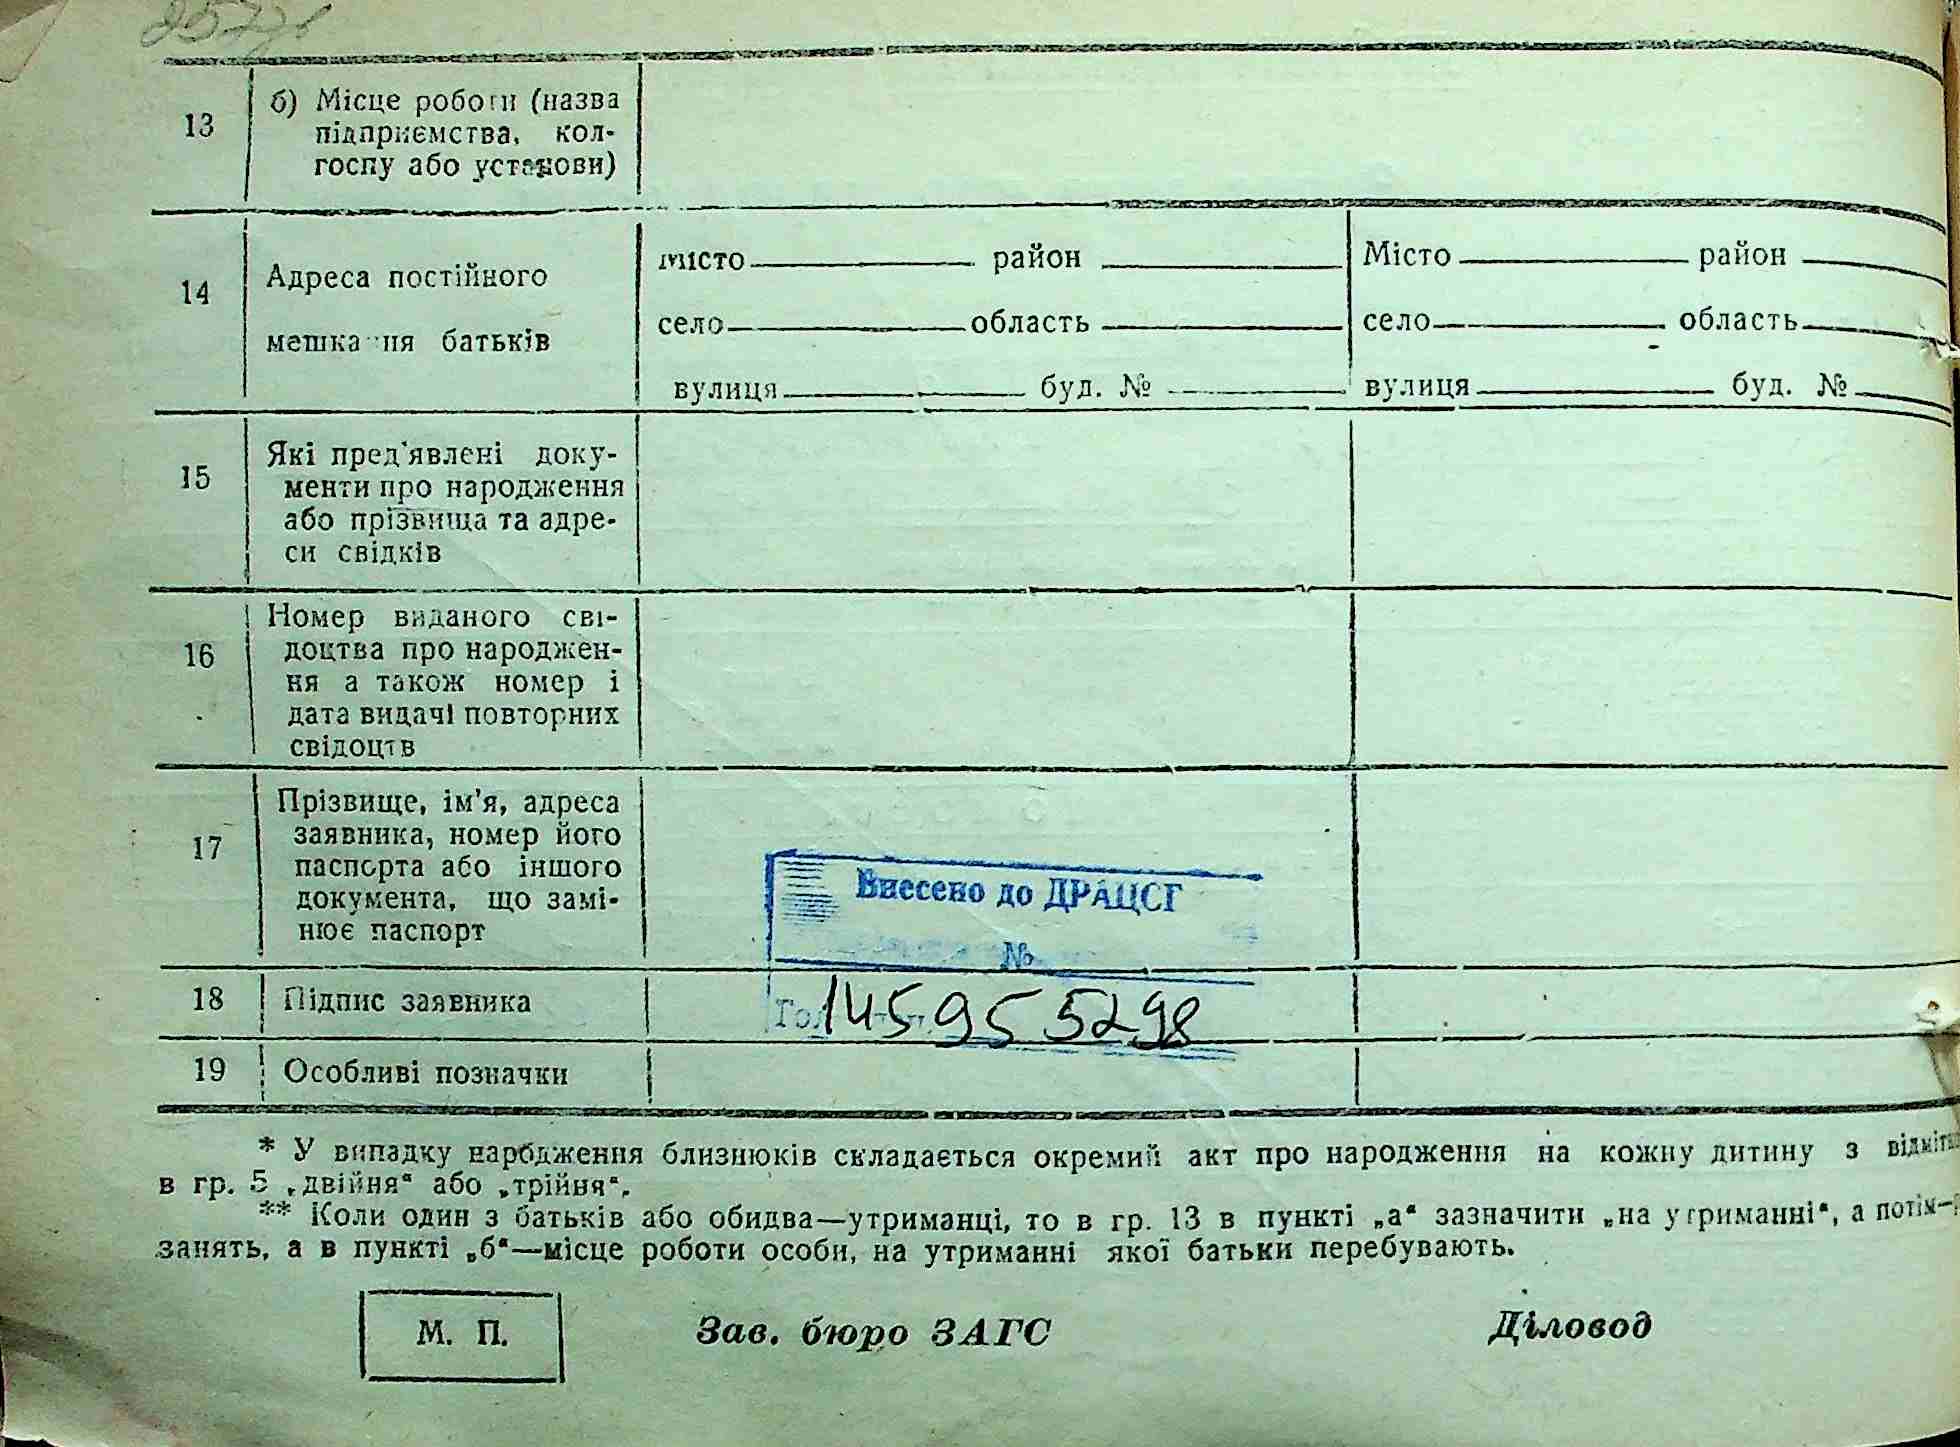 13 б) Місце роботи (назва
підприємства, кол-
госпу або установи)
14 Адреса постійного
мешкання батьків
місто район
село область
вулиця буд. №
Місто район
село область
вулиця буд. №
15 Які пред'явлені доку-
менти про народження
або прізвища та адре-
си свідків
16 Номер виданого сві-
доцтва про народжен-
ня а також номер і
дата видачі повторних
свідоцтв
17 Прізвище, ім'я, адреса
заявника, номер його
паспорта або іншого
документа, що замі-
нює паспорт
Внесено до ДРАЦСГ
№
18 Підпис заявника
1459555298
19 Особливі позначки
* У випадку народження близнюків складається окремий акт про народження на кожну дитину з
в гр. 5 „двійня“ або „трійня“.
** Коли один з батьків або обидва—утриманці, то в гр. 13 в пункті „а“ зазначити „на утриманні“, а потім—
занять, а в пункті „б“—місце роботи особи, на утриманні якої батьки перебувають.
М. П.
Зав. бюро ЗАГС
Діловод